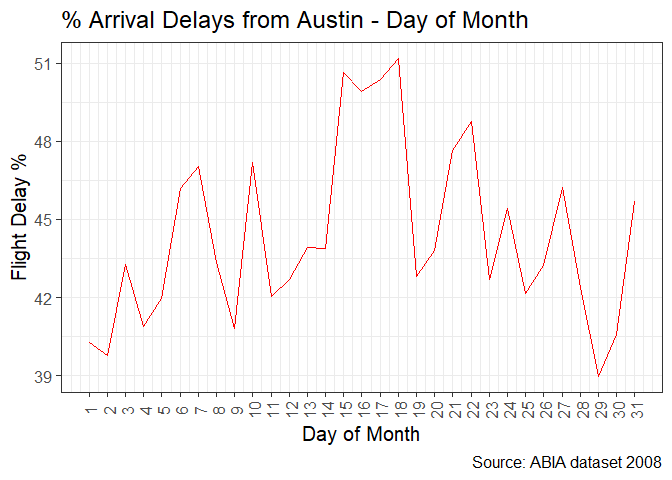 % Arrival Delays from Austin - Day of Month
Flight Delay %
51
48
45
42
39
1 2 3 4 5 6 7 8 9 10 11 12 13 14 15 16 17 18 19 20 21 22 23 24 25 26 27 28 29 30 31
Day of Month
Source: ABIA dataset 2008